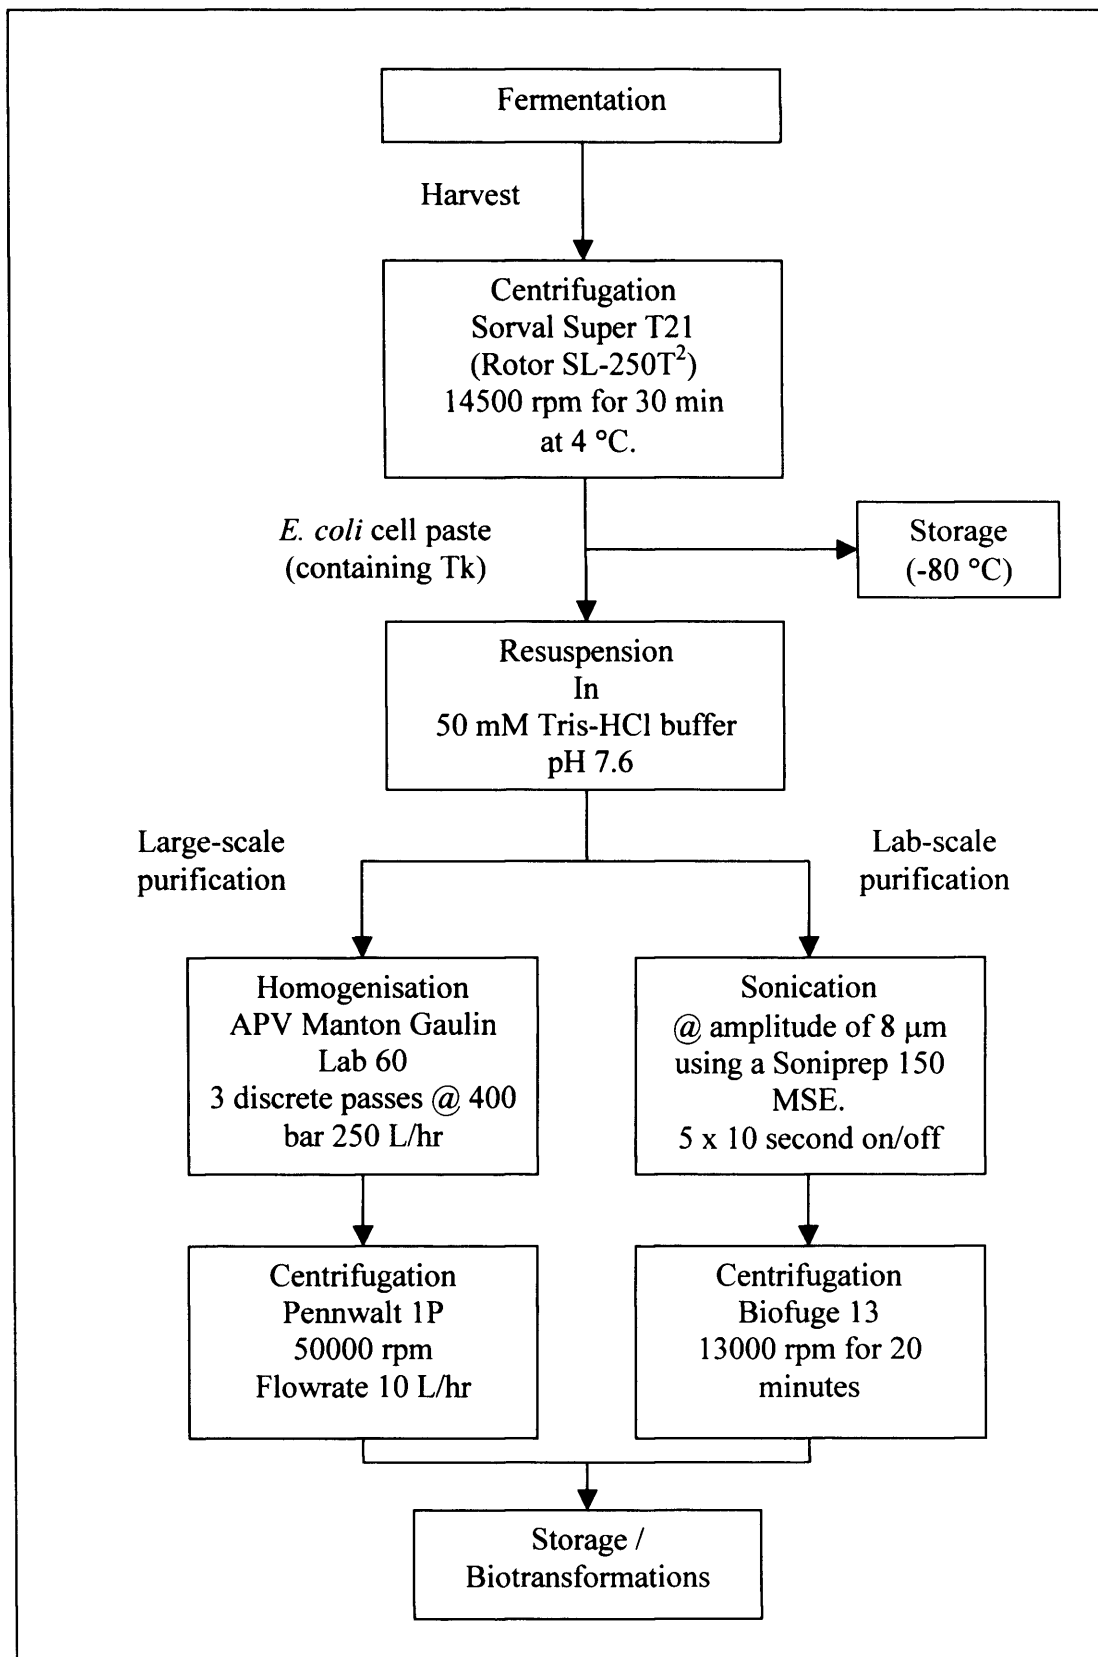 Fermentation
Harvest
Centrifugation
Sorval Super T21
(Rotor SL-250T²)
14500 rpm for 30 min
at 4 °C.
E. coli cell paste
(containing Tk)
Storage
(-80 °C)
Resuspension
In
50 mM Tris-HCl buffer
pH 7.6
Large-scale
purification
Lab-scale
purification
Homogenisation
APV Manton Gaulin
Lab 60
3 discrete passes @ 400
bar 250 L/hr
Sonication
@ amplitude of 8 μm
using a Soniprep 150
MSE.
5 x 10 second on/off
Centrifugation
Pennwalt 1P
50000 rpm
Flowrate 10 L/hr
Centrifugation
Biofuge 13
13000 rpm for 20
minutes
Storage /
Biotransformations